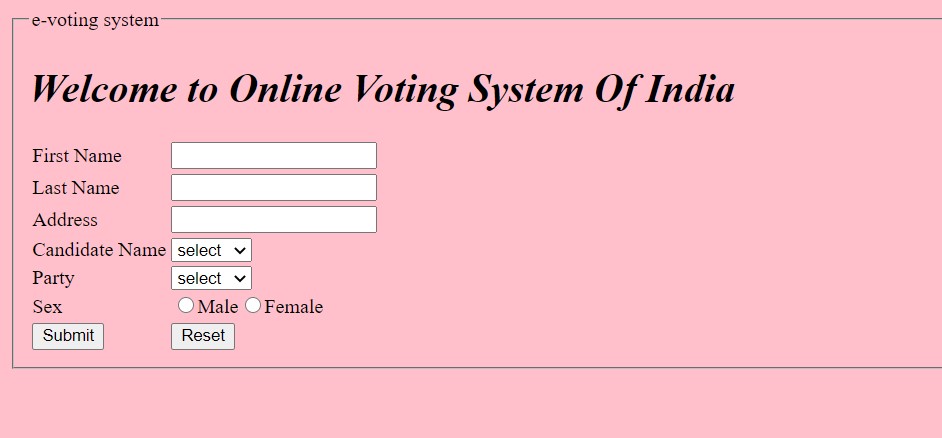 e-voting system
Welcome to Online Voting System Of India
First Name
Last Name
Address
Candidate Name select
Party select
Sex Male Female
Submit Reset